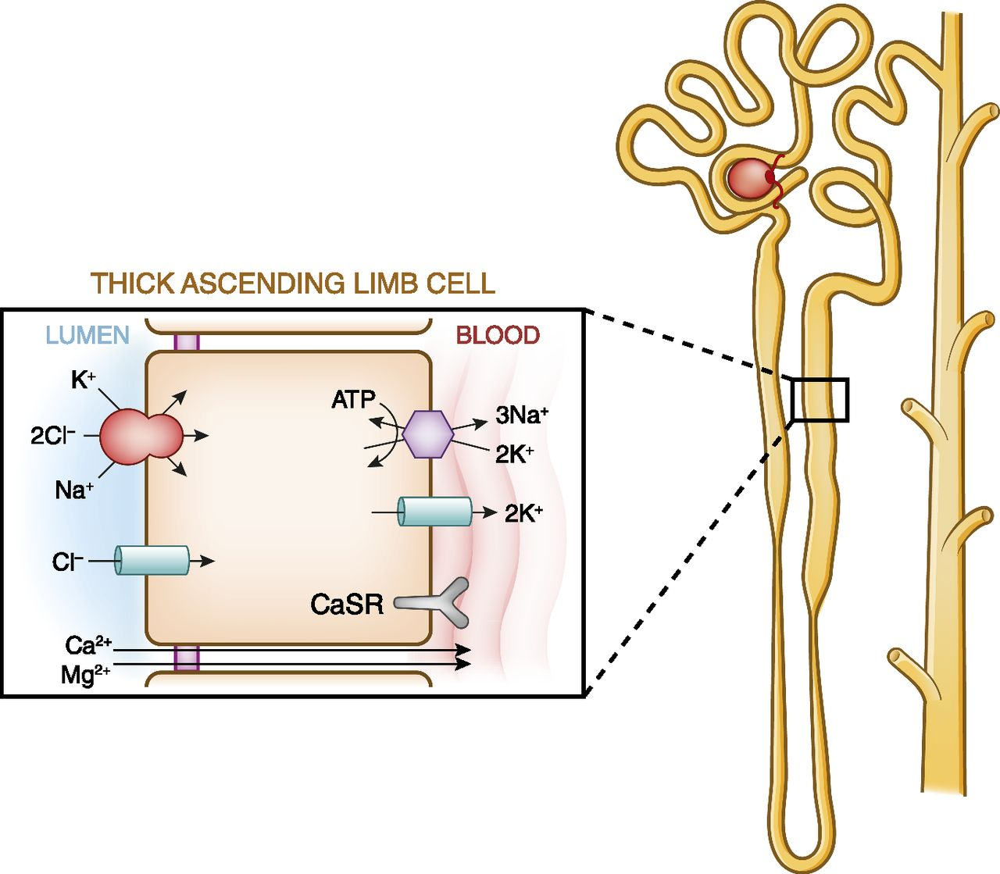 THICK ASCENDING LIMB CELL
LUMEN
BLOOD
K⁺
2Cl⁻
Na⁺
Cl⁻
ATP
3Na⁺
2K⁺
2K⁺
CaSR
Ca²⁺
Mg²⁺